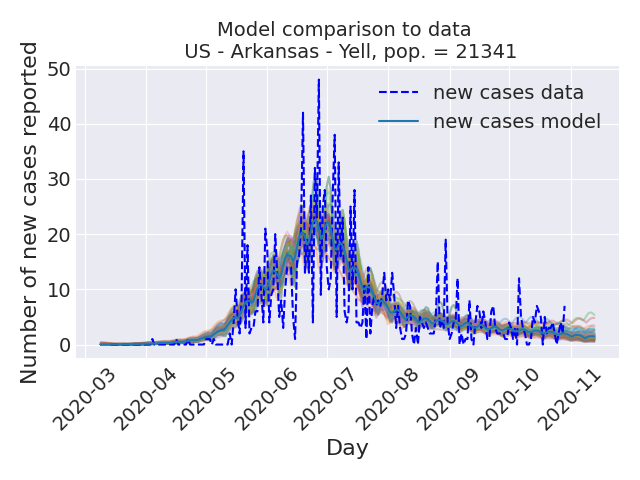 Model comparison to data
US - Arkansas - Yell, pop. = 21341
Number of new cases reported
50
40
30
20
10
0
new cases data
new cases model
2020-03
2020-04
2020-05
2020-06
2020-07
2020-08
2020-09
2020-10
2020-11
Day